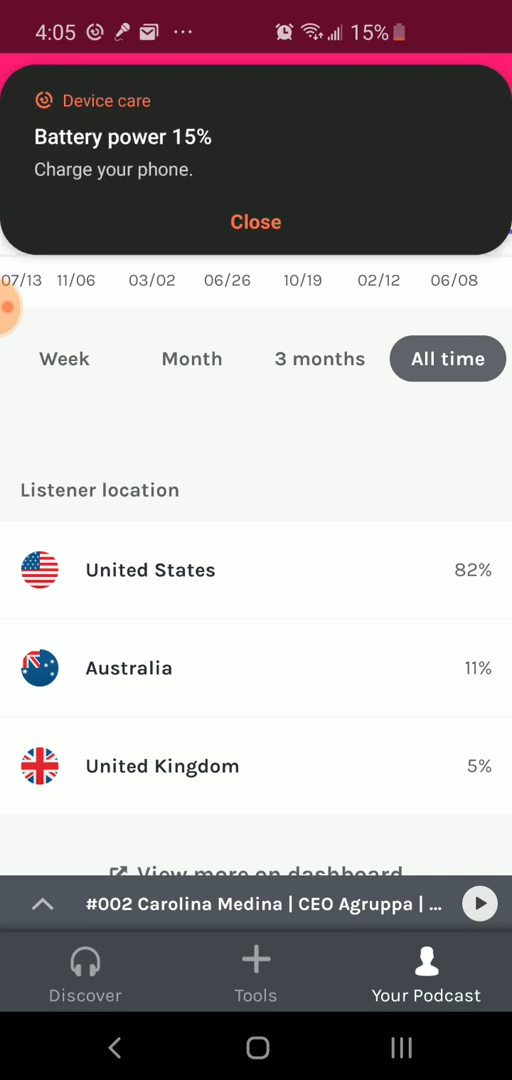 4:05 15%
Device care
Battery power 15%
Charge your phone.
Close
07/13 11/06 03/02 06/26 10/19 02/12 06/08
Week Month 3 months All time
Listener location
United States 82%
Australia 11%
United Kingdom 5%
View more on dashboard
#002 Carolina Medina | CEO Agruppa | ...
Discover Tools Your Podcast